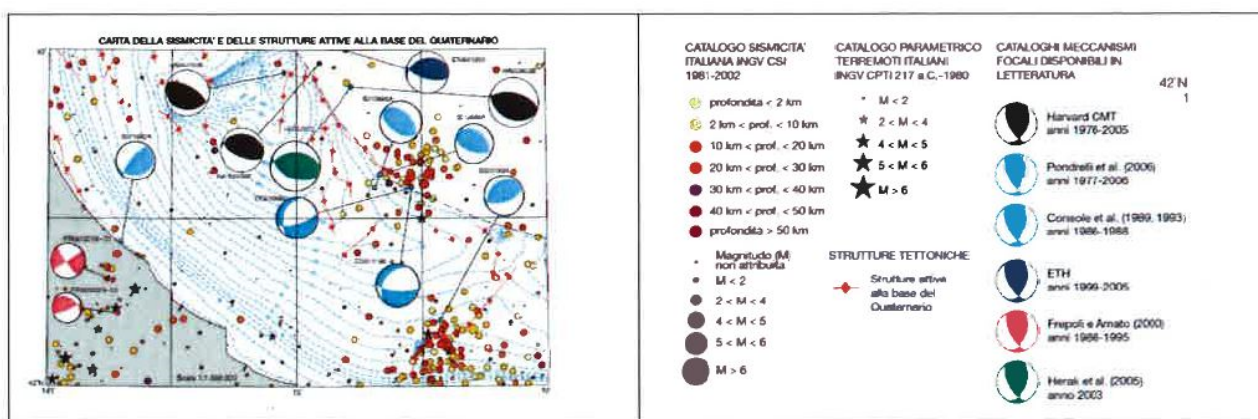 CARTA DELLA SISMICITA' E DELLE STRUTTURE ATTIVE ALLA BASE DEL QUATERNARIO
CATALOGO SISMICITA'
ITALIANA INGV CSI
1981-2002
profondita < 2 km
2 km < prof. < 10 km
10 km < prof. < 20 km
20 km < prof. < 30 km
30 km < prof. < 40 km
40 km < prof. < 50 km
profondita > 50 km
Magnitudo (M)
non attribuita
M < 2
2 < M < 4
4 < M < 5
5 < M < 6
M > 6
CATALOGO PARAMETRICO
TERREMOTI ITALIANI
INGV CPTI 217 a.C.-1980
M < 2
2 < M < 4
4 < M < 5
5 < M < 6
M > 6
STRUTTURE TETTONICHE
Strutture attive
alla base del
Quaternario
CATALOGHI MECCANISMI
FOCALI DISPONIBILI IN
LETTERATURA
42°N
1
Harvard CMT
anni 1976-2005
Pondrelli et al. (2006)
anni 1977-2006
Console et al. (1989, 1993)
anni 1986-1988
ETH
anni 1999-2005
Frepoli e Amato (2000)
anni 1986-1995
Herak et al. (2005)
anno 2003